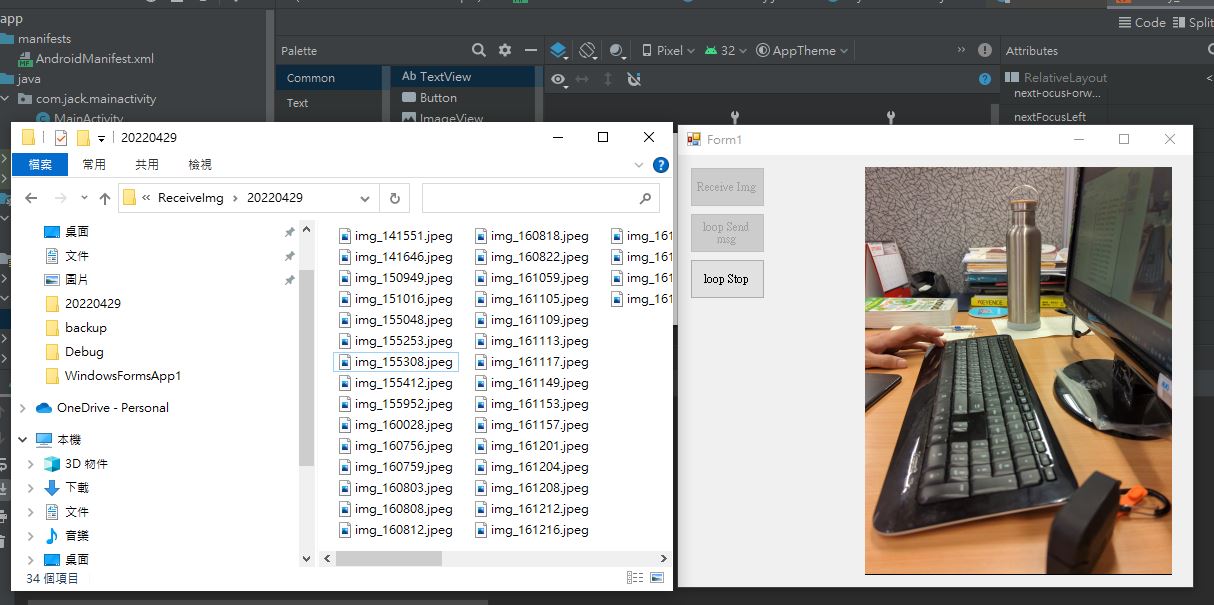 app
manifests
AndroidManifest.xml
java
com.jack.mainactivity
MainActivity
Palette
Common
Text
Ab TextView
Button
ImageView
Pixel
32
AppTheme
Code
Split
Attributes
RelativeLayout
nextFocusForw...
nextFocusLeft
20220429
檔案
常用
共用
檢視
ReceiveImg
20220429
桌面
文件
圖片
20220429
backup
Debug
WindowsFormsApp1
OneDrive - Personal
本機
3D 物件
下載
文件
音樂
桌面
34 個項目
img_141551.jpeg
img_141646.jpeg
img_150949.jpeg
img_151016.jpeg
img_155048.jpeg
img_155253.jpeg
img_155308.jpeg
img_155412.jpeg
img_155952.jpeg
img_160028.jpeg
img_160756.jpeg
img_160759.jpeg
img_160803.jpeg
img_160808.jpeg
img_160812.jpeg
img_160818.jpeg
img_160822.jpeg
img_161059.jpeg
img_161105.jpeg
img_161109.jpeg
img_161113.jpeg
img_161117.jpeg
img_161149.jpeg
img_161153.jpeg
img_161157.jpeg
img_161201.jpeg
img_161204.jpeg
img_161208.jpeg
img_161212.jpeg
img_161216.jpeg
img_161
img_161
img_161
img_161
Form1
Receive Img
loop Send
msg
loop Stop
KEYENCE